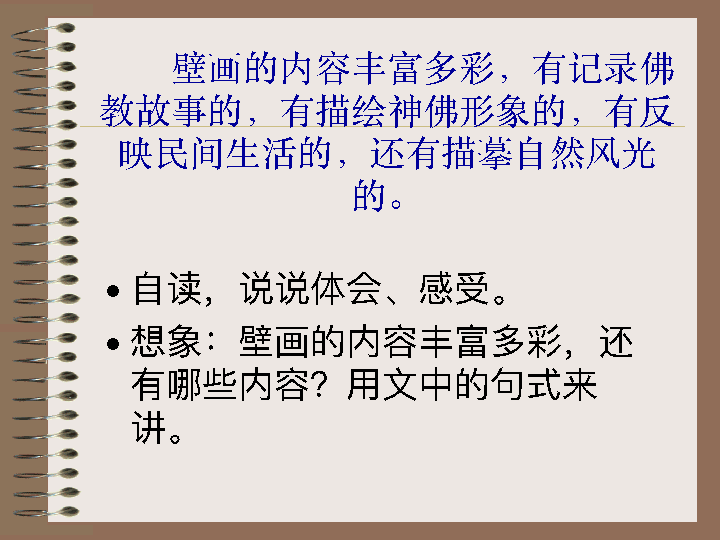 壁画的内容丰富多彩，有记录佛
教故事的，有描绘神佛形象的，有反
映民间生活的，还有描摹自然风光
的。
• 自读，说说体会、感受。
• 想象：壁画的内容丰富多彩，还
有哪些内容？用文中的句式来
讲。